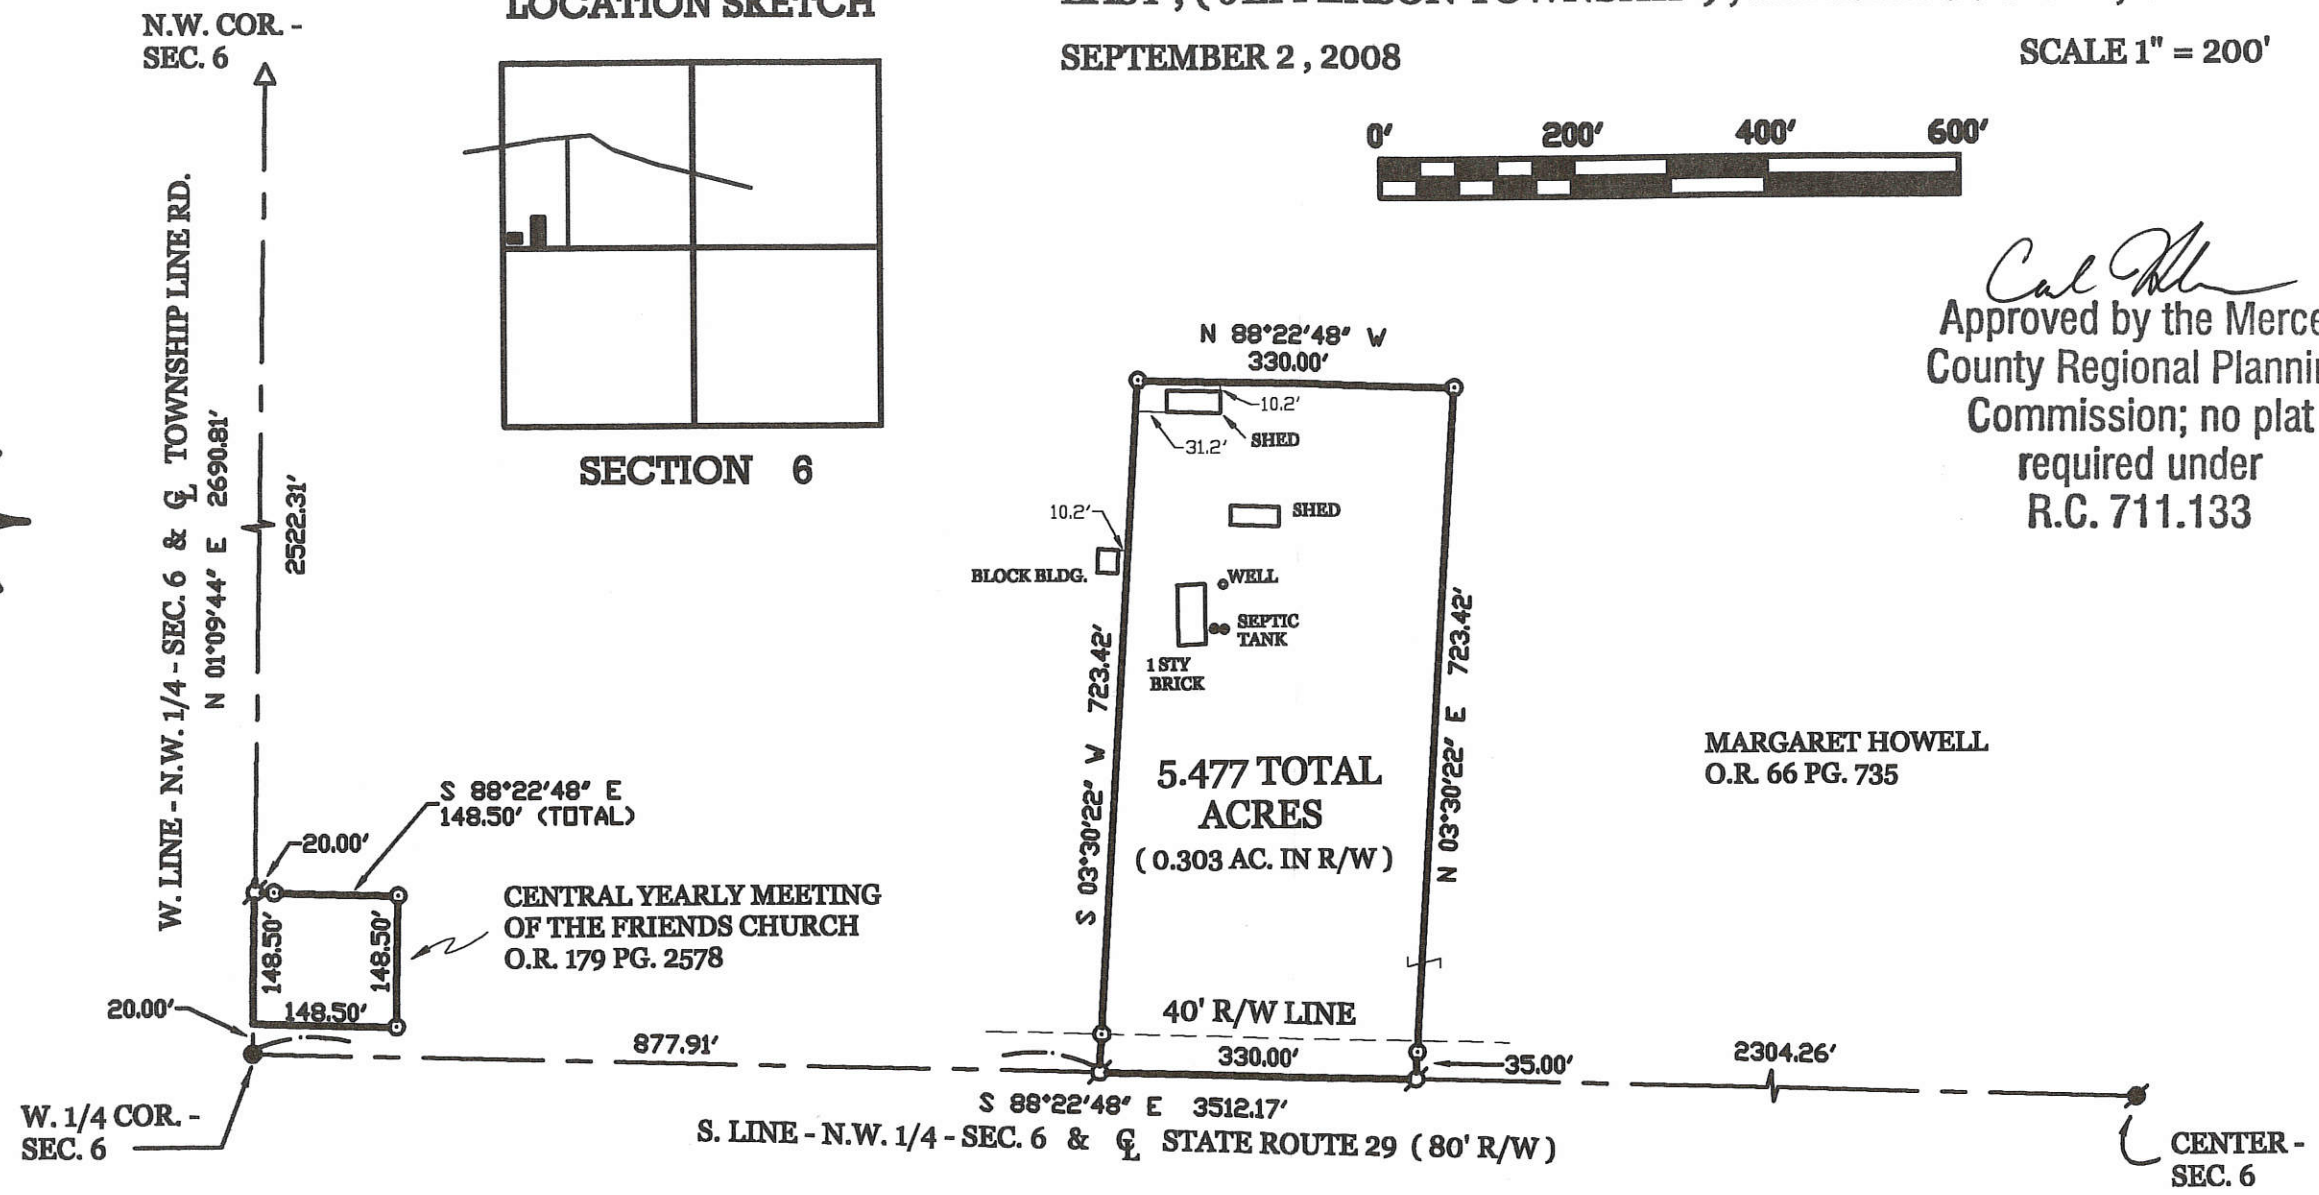 LOCATION SKETCH
SEPTEMBER 2 , 2008
SCALE 1" = 200'
N.W. COR. -
SEC. 6
0'
200'
400'
600'
W. LINE - N.W. 1/4 - SEC. 6 & ℄ TOWNSHIP LINE RD.
N 01°09'44" E 2690.81'
2522.31'
SECTION 6
Approved by the Merce
County Regional Planni
Commission; no plat
required under
R.C. 711.133
N 88°22'48" W
330.00'
10.2'
31.2'
SHED
SHED
10.2'
BLOCK BLDG.
WELL
SEPTIC
TANK
1 STY
BRICK
S 03°30'22" W 723.42'
N 03°30'22" E 723.42'
5.477 TOTAL
ACRES
( 0.303 AC. IN R/W )
MARGARET HOWELL
O.R. 66 PG. 735
S 88°22'48" E
148.50' (TOTAL)
20.00'
148.50'
148.50'
148.50'
20.00'
CENTRAL YEARLY MEETING
OF THE FRIENDS CHURCH
O.R. 179 PG. 2578
40' R/W LINE
877.91'
330.00'
35.00'
2304.26'
S 88°22'48" E 3512.17'
S. LINE - N.W. 1/4 - SEC. 6 & ℄ STATE ROUTE 29 ( 80' R/W )
W. 1/4 COR. -
SEC. 6
CENTER -
SEC. 6